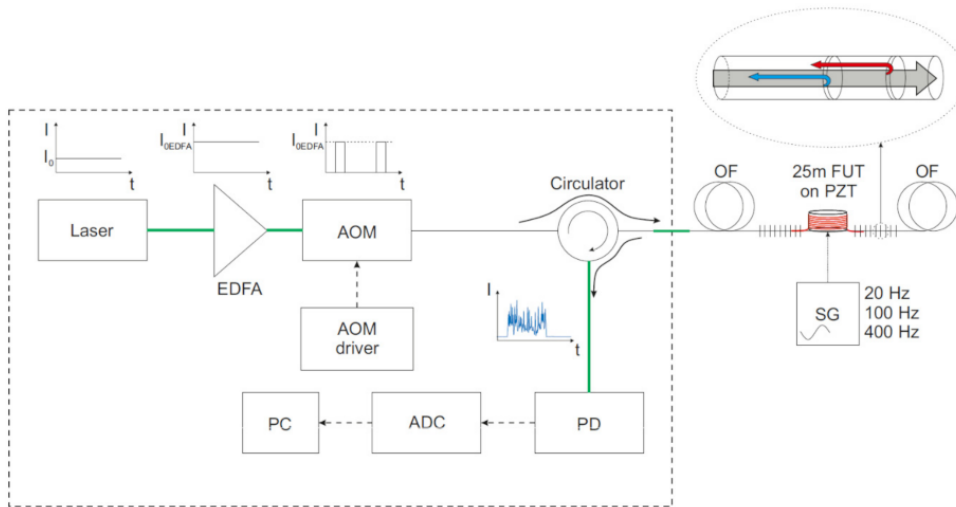 I
I₀
t
I
I₀EDFA
t
I
I₀EDFA
t
Laser
EDFA
AOM
AOM
driver
Circulator
I
t
PC
ADC
PD
OF
25m FUT
on PZT
OF
SG
20 Hz
100 Hz
400 Hz